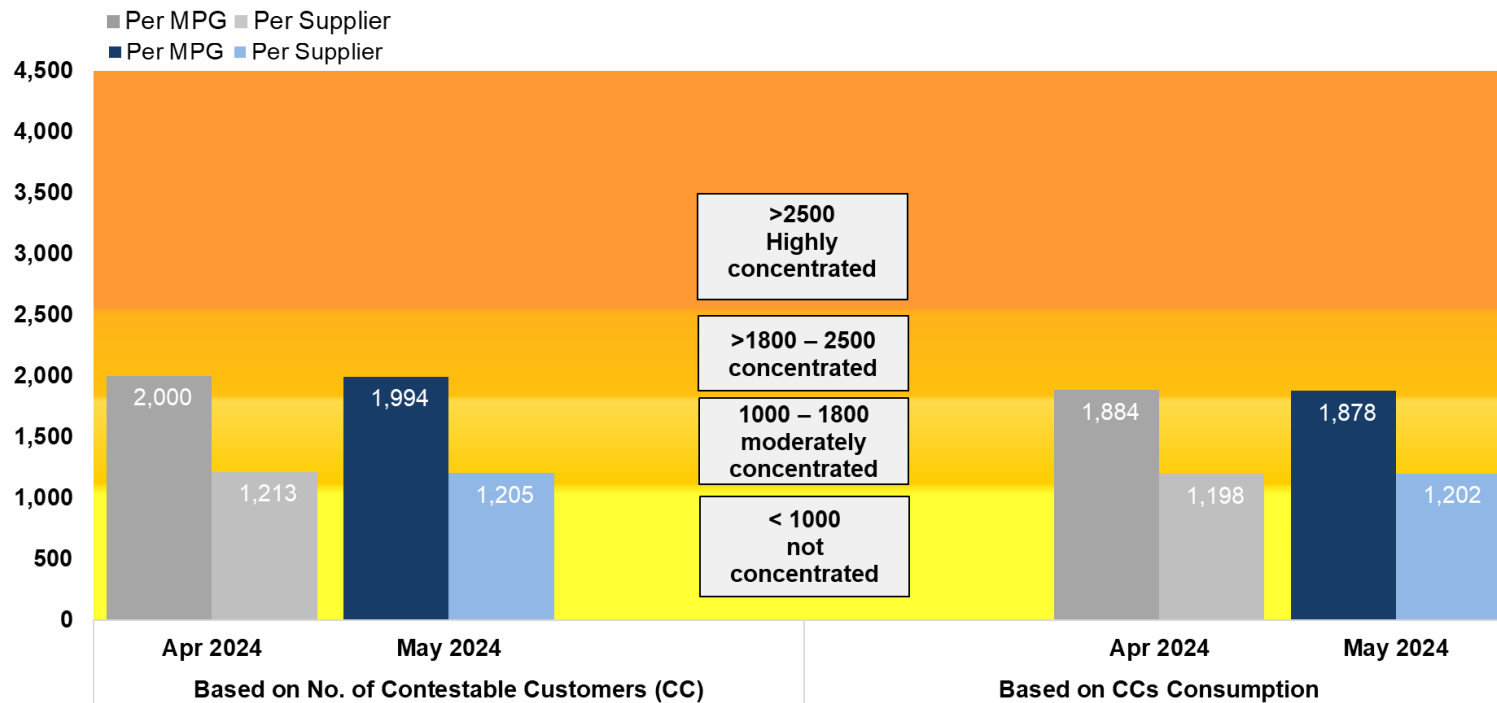 Per MPG Per Supplier
Per MPG Per Supplier
4,500
4,000
3,500
3,000
2,500
2,000
1,500
1,000
500
0
2,000
1,213
1,994
1,205
>2500
Highly
concentrated
>1800 – 2500
concentrated
1000 – 1800
moderately
concentrated
< 1000
not
concentrated
1,884
1,198
1,878
1,202
Apr 2024 May 2024 Apr 2024 May 2024
Based on No. of Contestable Customers (CC) Based on CCs Consumption